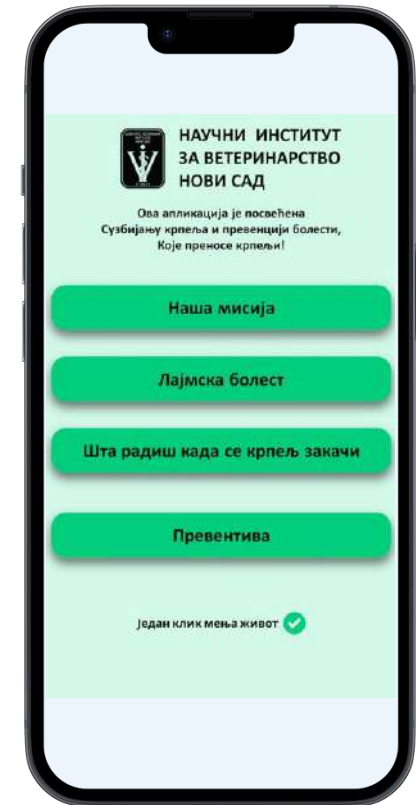 НАУЧНИ ИНСТИТУТ
ЗА ВЕТЕРИНАРСТВО
НОВИ САД
Ова апликација је посвећена
Сузбијању крпеља и превенцији болести,
Које преносе крпељи!
Наша мисија
Лајмска болест
Шта радиш када се крпељ закачи
Превентива
Један клик мења живот